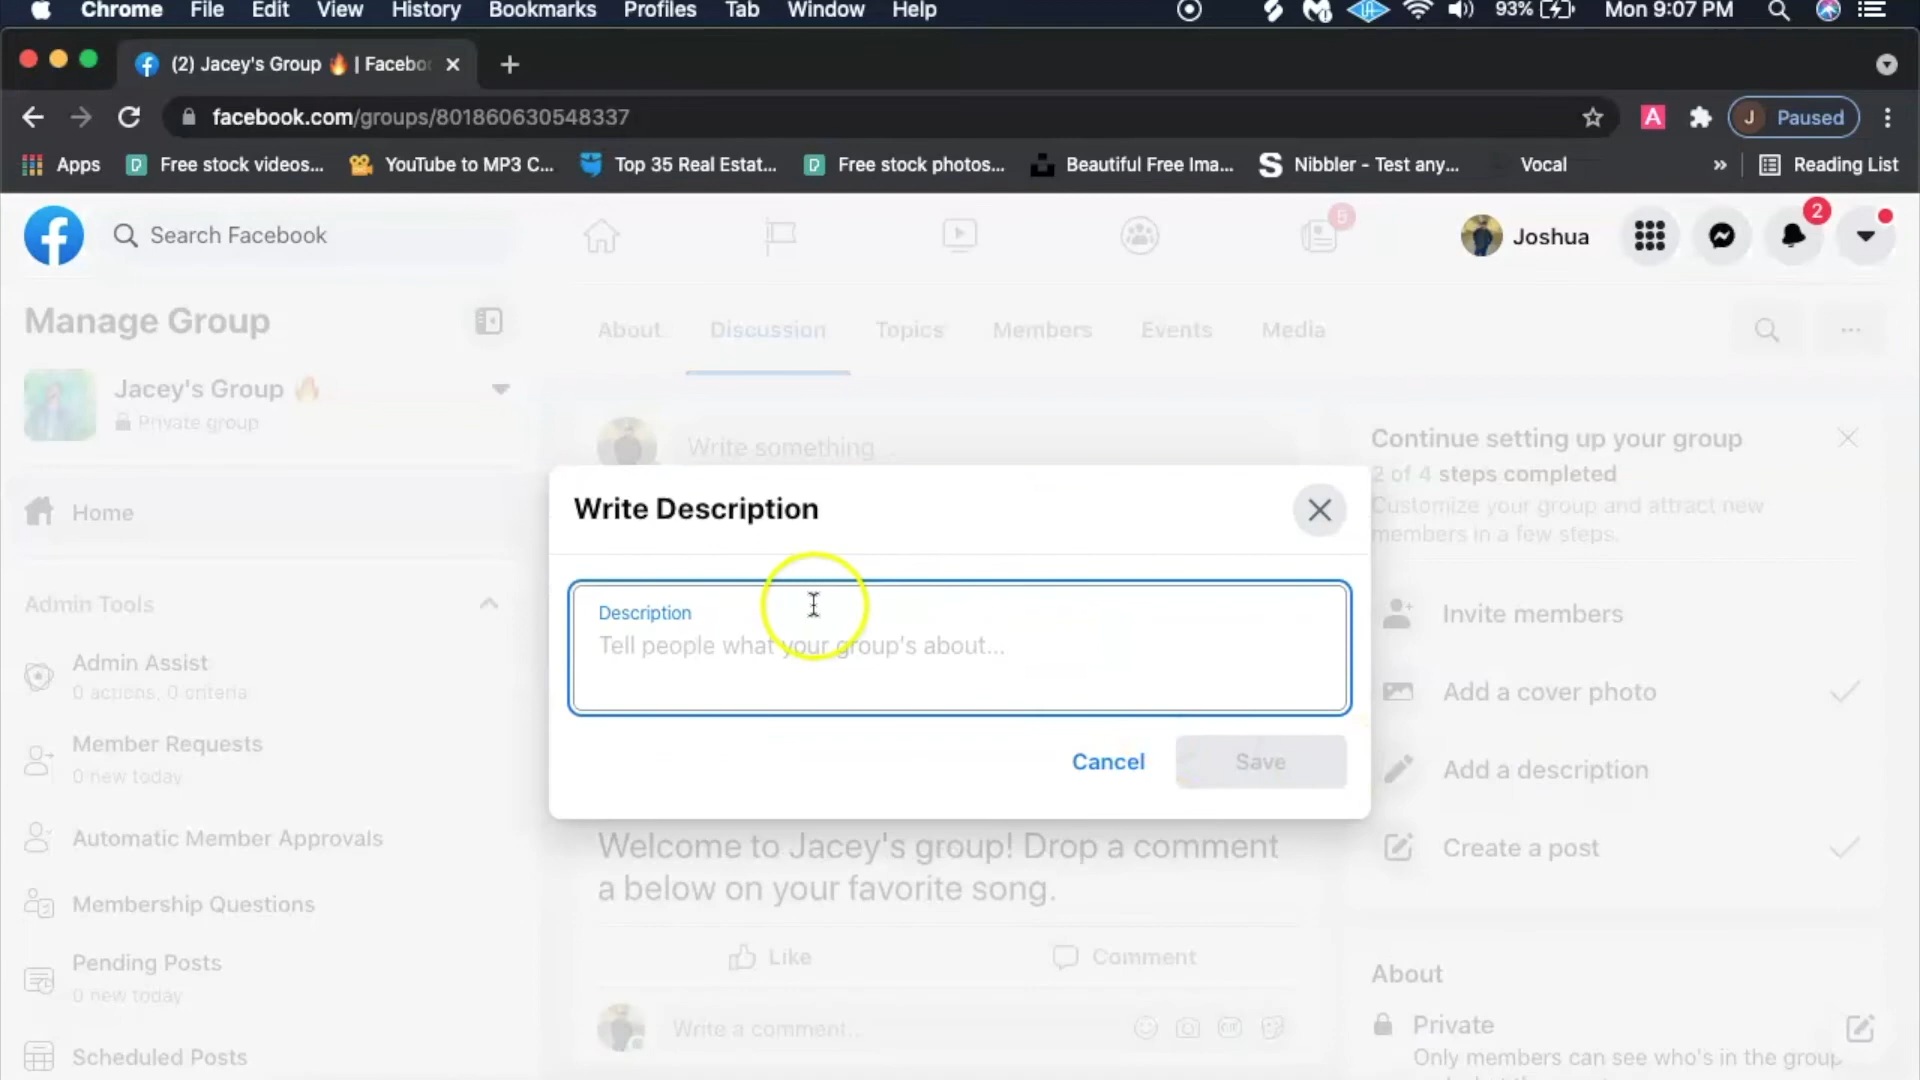 Chrome File Edit View History Bookmarks Profiles Tab Window Help 93% Mon 9:07 PM
(2) Jacey's Group 🔥 | Facebo
facebook.com/groups/801860630548337 A J Paused
Apps Free stock videos... YouTube to MP3 C... Top 35 Real Estat... Free stock photos... Beautiful Free Ima... Nibbler - Test any... Vocal » Reading List
Search Facebook 5 Joshua 2
Manage Group
About Discussion Topics Members Events Media
Jacey's Group 🔥
Private group
Write something...
Continue setting up your group
2 of 4 steps completed
Customize your group and attract new
members in a few steps.
Home
Write Description
Admin Tools
Description
Tell people what your group's about...
Invite members
Admin Assist
0 actions, 0 criteria
Add a cover photo
Member Requests
0 new today
Cancel Save
Add a description
Automatic Member Approvals
Welcome to Jacey's group! Drop a comment
a below on your favorite song.
Create a post
Membership Questions
Like Comment
Pending Posts
0 new today
About
Write a comment...
GIF
Private
Only members can see who's in the group
Scheduled Posts